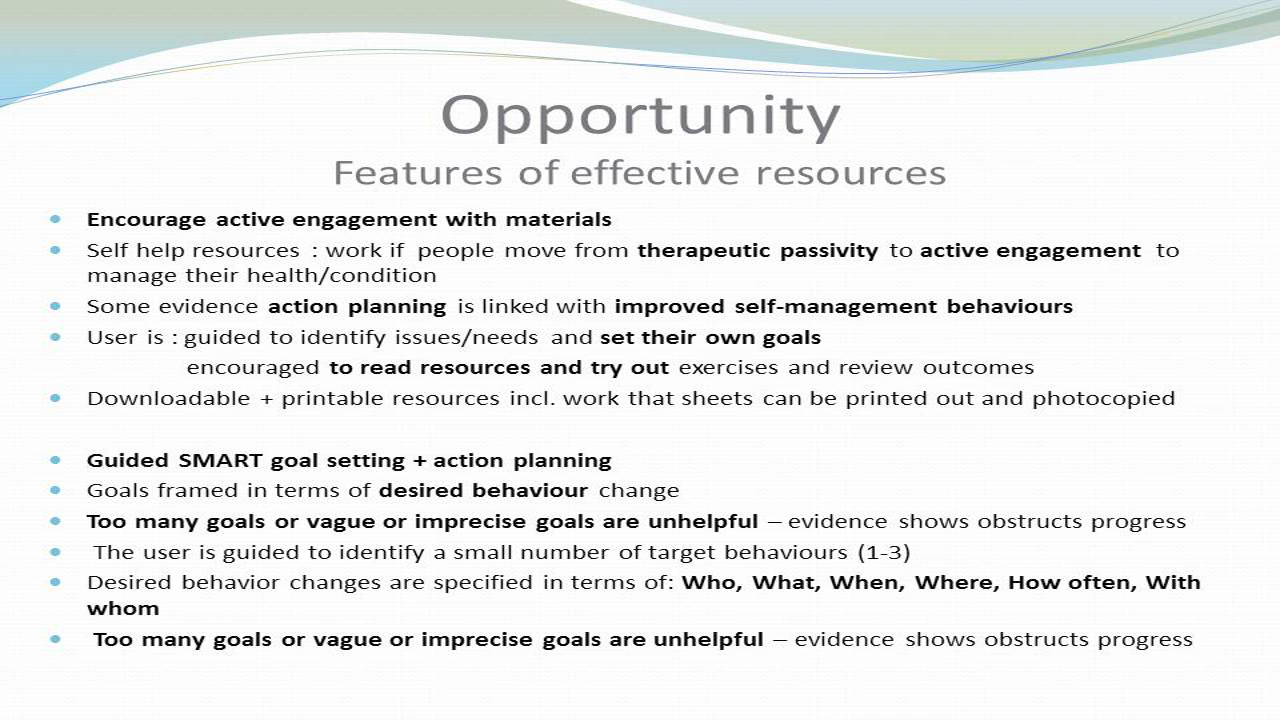 Opportunity
Features of effective resources
• Encourage active engagement with materials
• Self help resources : work if people move from therapeutic passivity to active engagement to
manage their health/condition
• Some evidence action planning is linked with improved self-management behaviours
• User is : guided to identify issues/needs and set their own goals
encouraged to read resources and try out exercises and review outcomes
• Downloadable + printable resources incl. work that sheets can be printed out and photocopied
• Guided SMART goal setting + action planning
• Goals framed in terms of desired behaviour change
• Too many goals or vague or imprecise goals are unhelpful – evidence shows obstructs progress
• The user is guided to identify a small number of target behaviours (1-3)
• Desired behavior changes are specified in terms of: Who, What, When, Where, How often, With
whom
• Too many goals or vague or imprecise goals are unhelpful – evidence shows obstructs progress